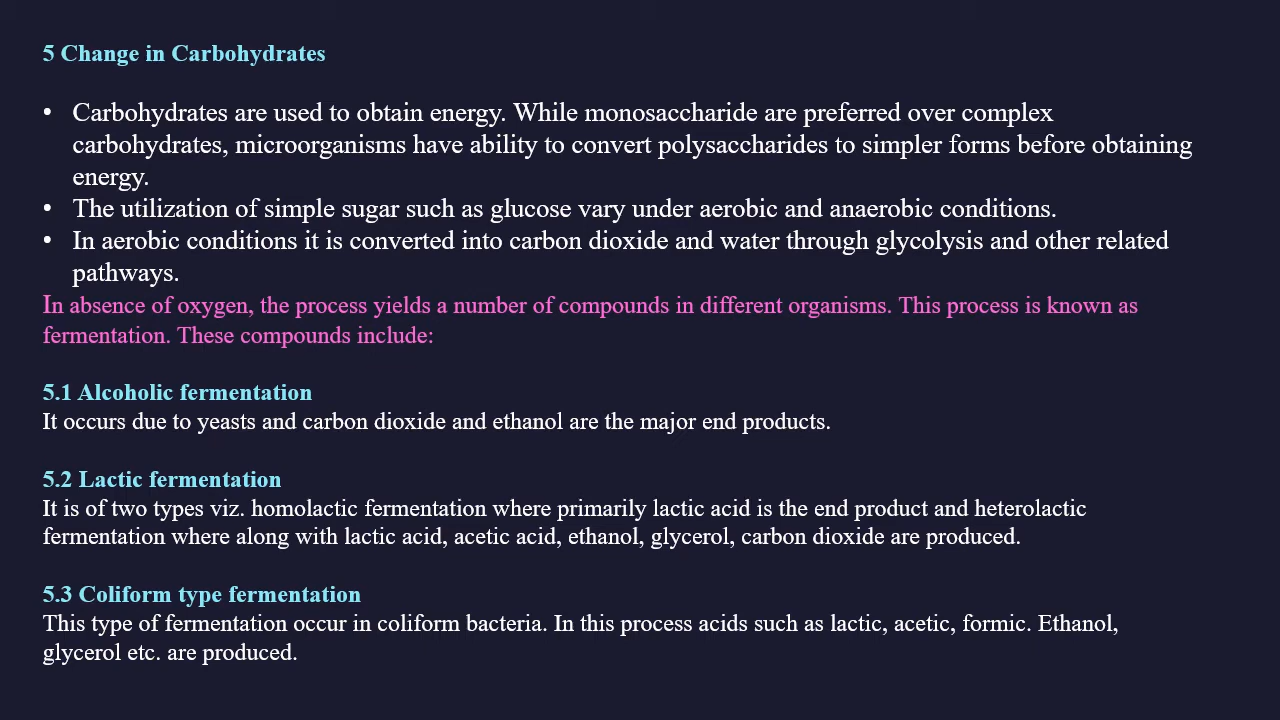 5 Change in Carbohydrates
• Carbohydrates are used to obtain energy. While monosaccharide are preferred over complex
carbohydrates, microorganisms have ability to convert polysaccharides to simpler forms before obtaining
energy.
• The utilization of simple sugar such as glucose vary under aerobic and anaerobic conditions.
• In aerobic conditions it is converted into carbon dioxide and water through glycolysis and other related
pathways.
In absence of oxygen, the process yields a number of compounds in different organisms. This process is known as
fermentation. These compounds include:
5.1 Alcoholic fermentation
It occurs due to yeasts and carbon dioxide and ethanol are the major end products.
5.2 Lactic fermentation
It is of two types viz. homolactic fermentation where primarily lactic acid is the end product and heterolactic
fermentation where along with lactic acid, acetic acid, ethanol, glycerol, carbon dioxide are produced.
5.3 Coliform type fermentation
This type of fermentation occur in coliform bacteria. In this process acids such as lactic, acetic, formic. Ethanol,
glycerol etc. are produced.